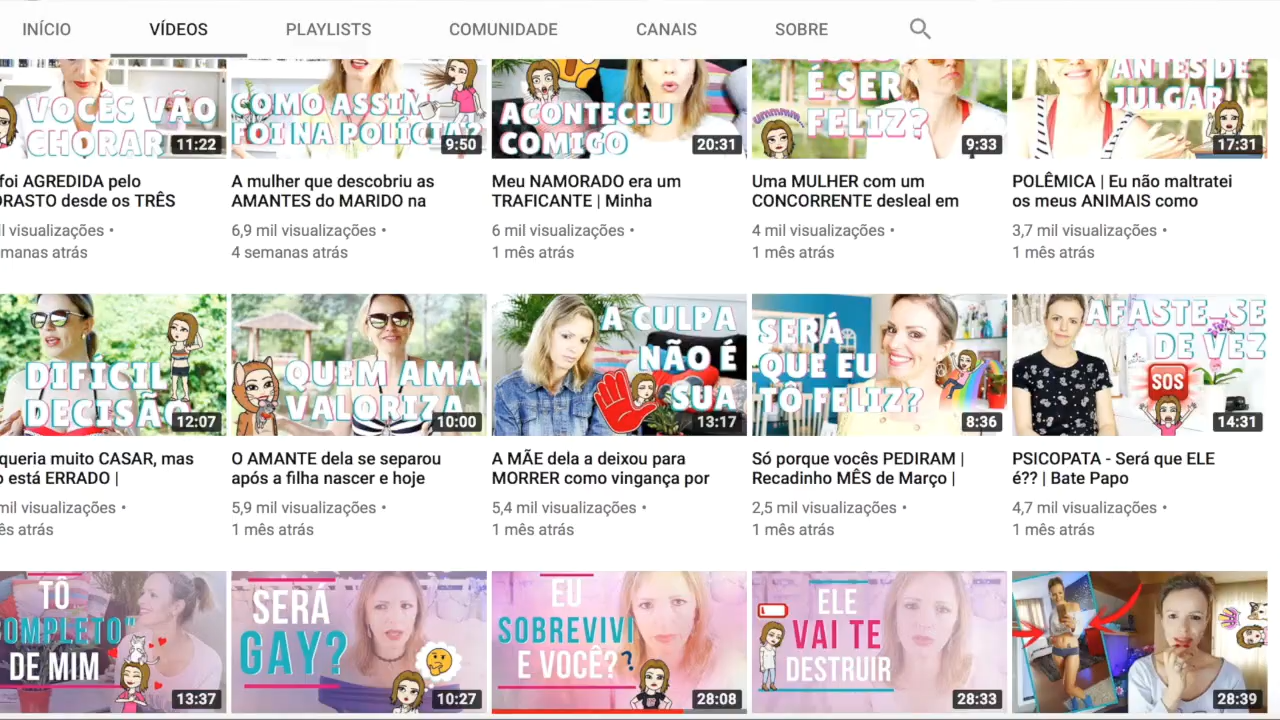 INÍCIO VÍDEOS PLAYLISTS COMUNIDADE CANAIS SOBRE
VOCÊS VÃO
CHORAR
11:22
COMO ASSIM
FOI NA POLÍCIA?
9:50
ACONTECEU
COMIGO
20:31
É SER
FELIZ?
UMMMM..
9:33
ANTES DE
JULGAR
17:31
foi AGREDIDA pelo
ORASTO desde os TRÊS
manas atrás
A mulher que descobriu as
AMANTES do MARIDO na
6,9 mil visualizações •
4 semanas atrás
Meu NAMORADO era um
TRAFICANTE | Minha
6 mil visualizações •
1 mês atrás
Uma MULHER com um
CONCORRENTE desleal em
4 mil visualizações •
1 mês atrás
POLÊMICA | Eu não maltratei
os meus ANIMAIS como
3,7 mil visualizações •
1 mês atrás
DIFÍCIL
DECISÃO
12:07
QUEM AMA
VALORIZA
10:00
A CULPA
NÃO É
SUA
13:17
SERÁ
QUE EU
TÔ FELIZ?
8:36
AFASTE-SE
DE VEZ
SOS
14:31
queria muito CASAR, mas
o está ERRADO |
mil visualizações •
ês atrás
O AMANTE dela se separou
após a filha nascer e hoje
5,9 mil visualizações •
1 mês atrás
A MÃE dela a deixou para
MORRER como vingança por
5,4 mil visualizações •
1 mês atrás
Só porque vocês PEDIRAM |
Recadinho MÊS de Março |
2,5 mil visualizações •
1 mês atrás
PSICOPATA - Será que ELE
é?? | Bate Papo
4,7 mil visualizações •
1 mês atrás
TÔ
COMPLETO"
DE MIM
13:37
SERÁ
GAY?
10:27
EU
SOBREVIVI
E VOCÊ?
28:08
ELE
VAI TE
DESTRUIR
28:33
28:39